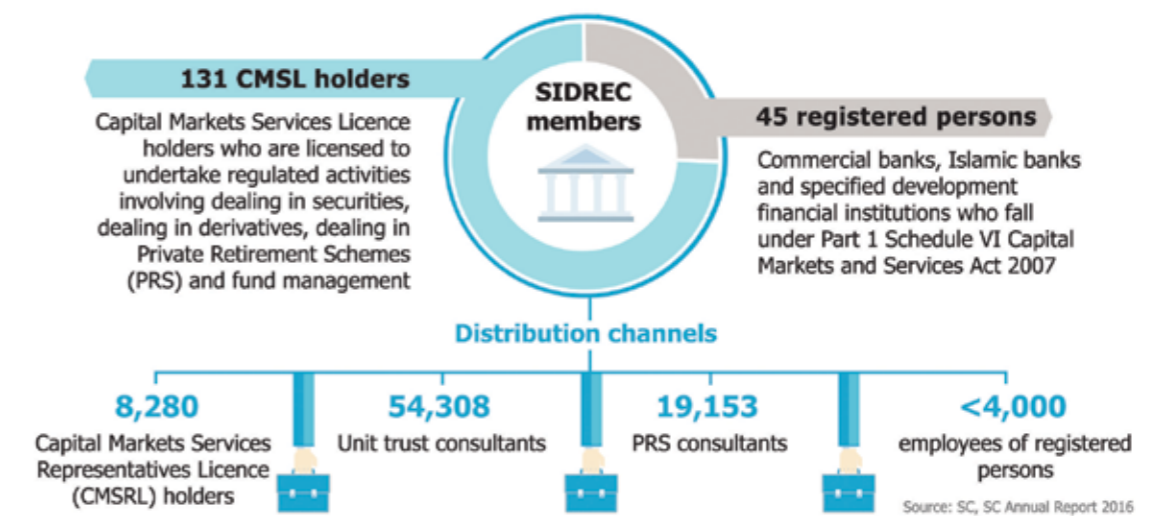 SIDREC
members
131 CMSL holders
Capital Markets Services Licence
holders who are licensed to
undertake regulated activities
involving dealing in securities,
dealing in derivatives, dealing in
Private Retirement Schemes
(PRS) and fund management
45 registered persons
Commercial banks, Islamic banks
and specified development
financial institutions who fall
under Part 1 Schedule VI Capital
Markets and Services Act 2007
Distribution channels
8,280
Capital Markets Services
Representatives Licence
(CMSRL) holders
54,308
Unit trust consultants
19,153
PRS consultants
<4,000
employees of registered
persons
Source: SC, SC Annual Report 2016